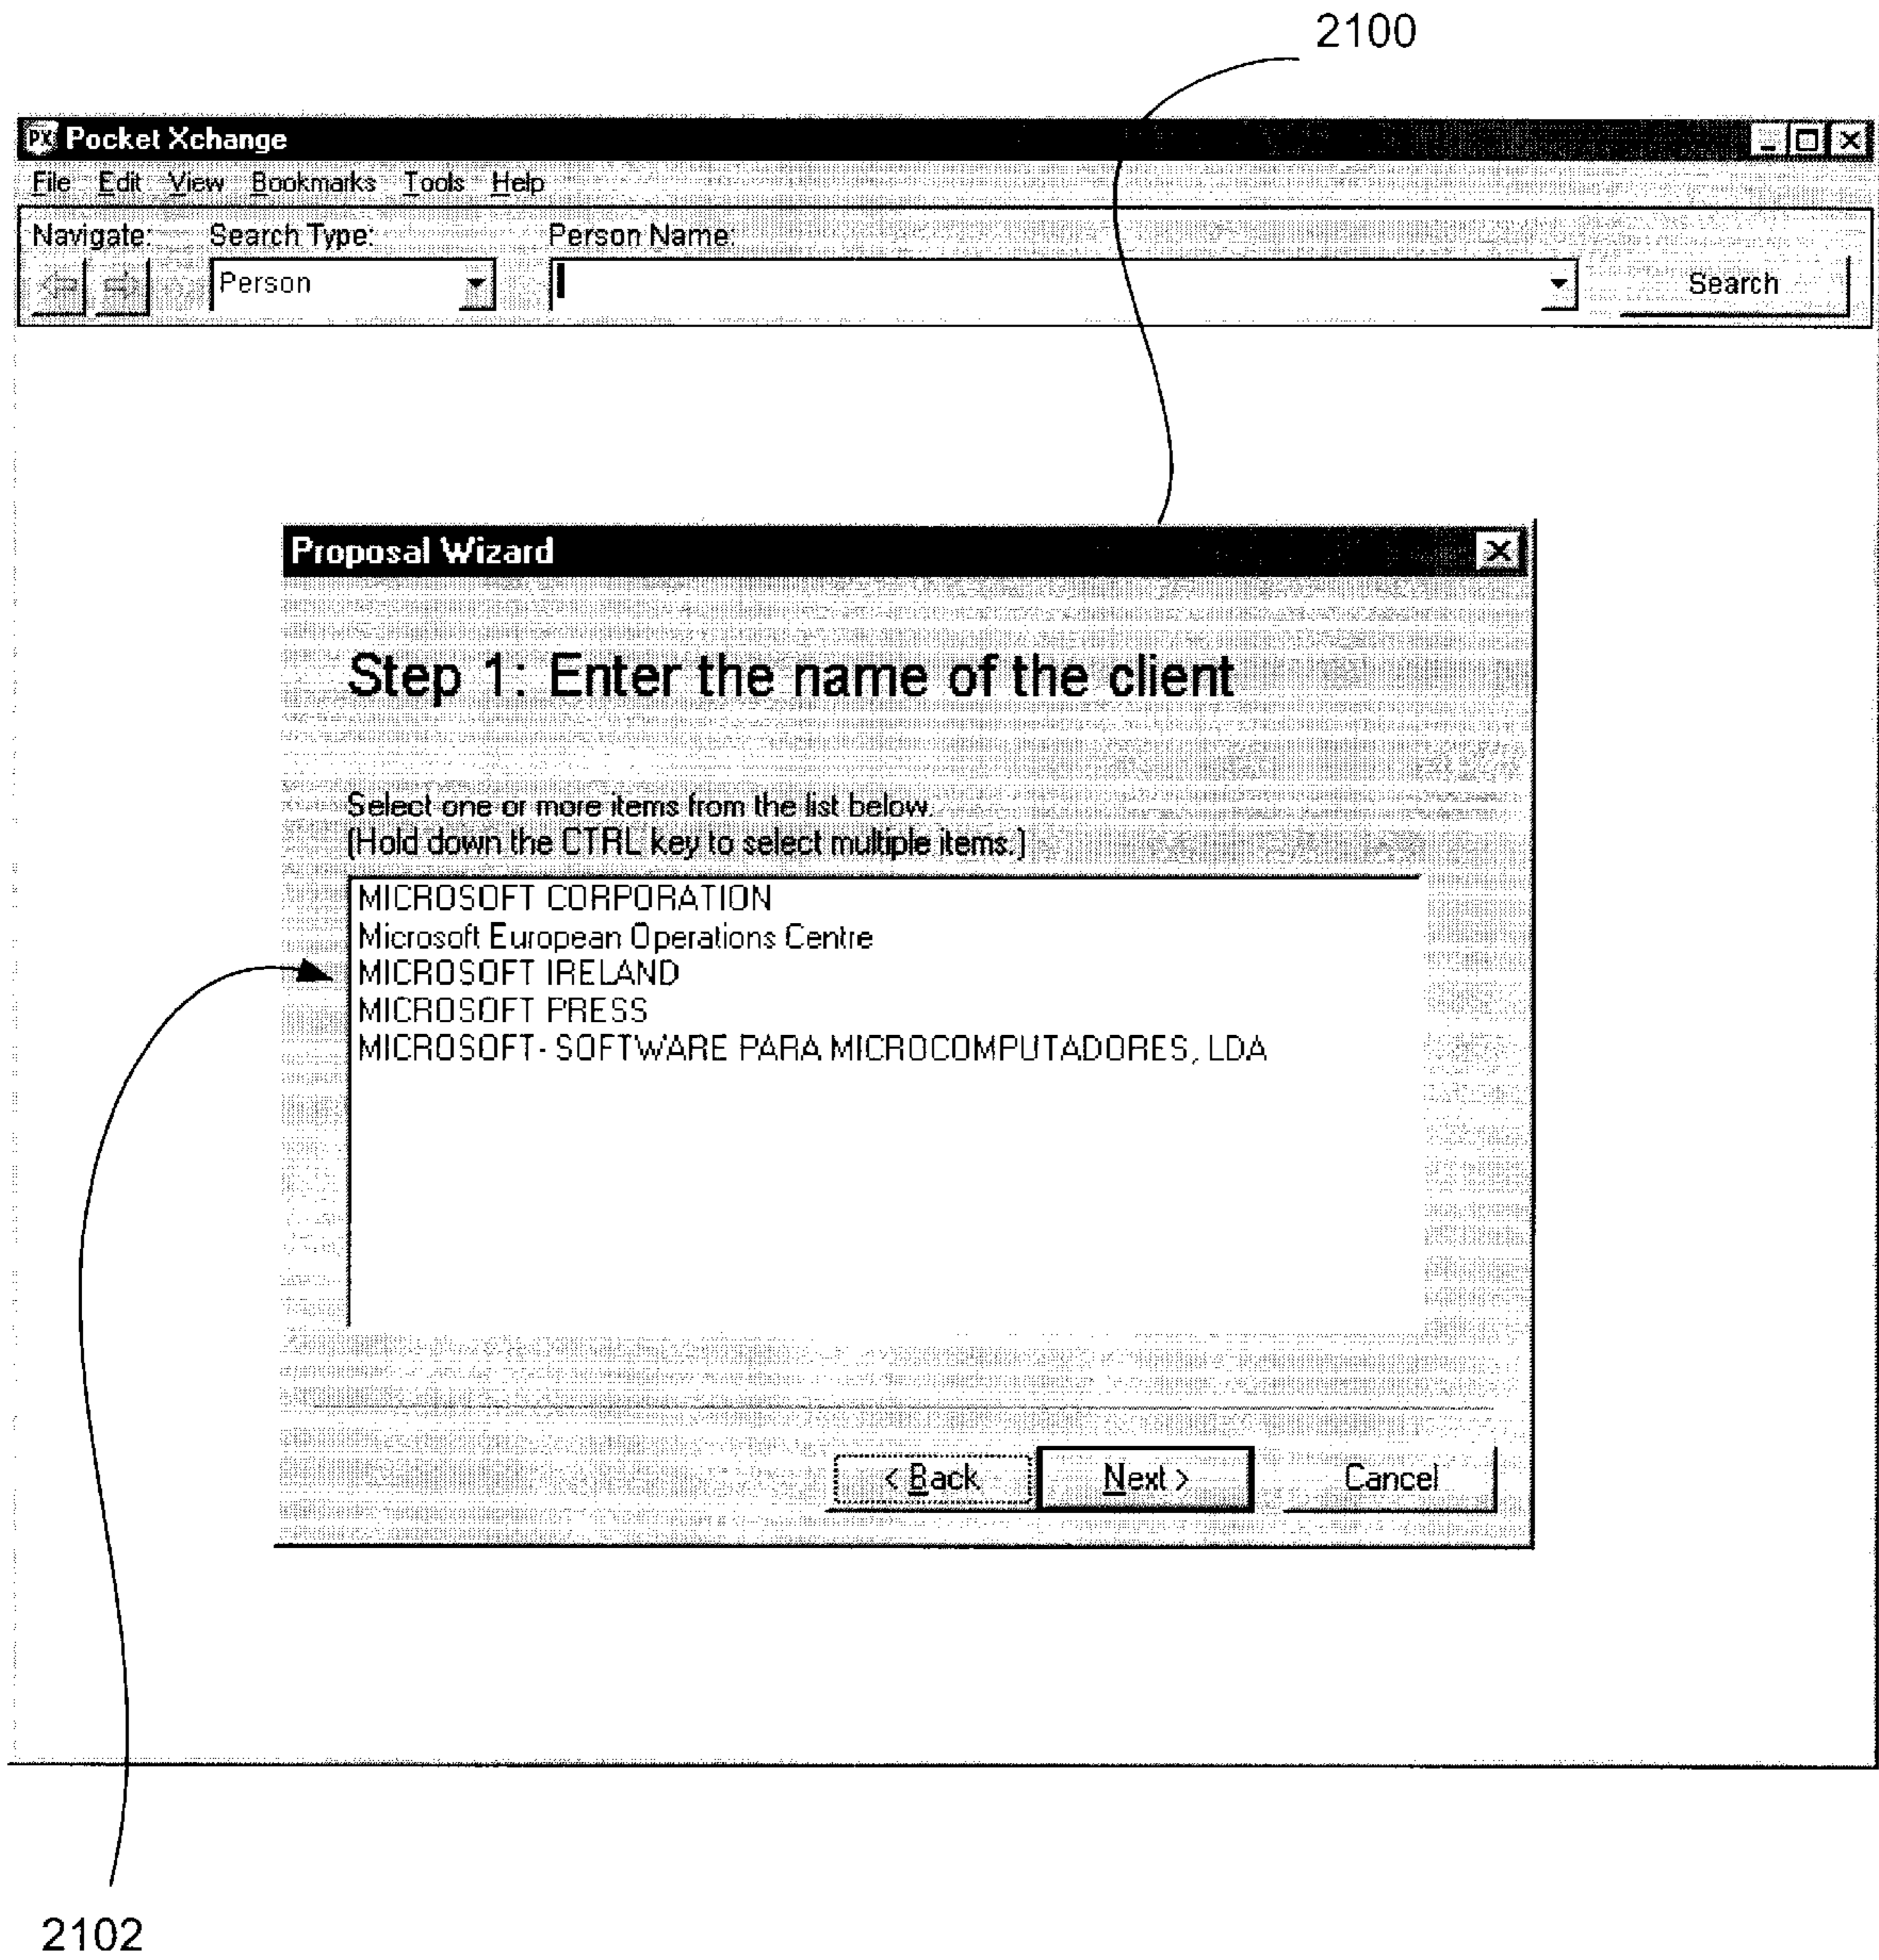 2100
PX Pocket Xchange
File Edit View Bookmarks Tools Help
Navigate: Search Type: Person Name:
Person Search
Proposal Wizard
Step 1: Enter the name of the client
Select one or more items from the list below.
(Hold down the CTRL key to select multiple items.)
MICROSOFT CORPORATION
Microsoft European Operations Centre
MICROSOFT IRELAND
MICROSOFT PRESS
MICROSOFT- SOFTWARE PARA MICROCOMPUTADORES, LDA
< Back Next > Cancel
2102